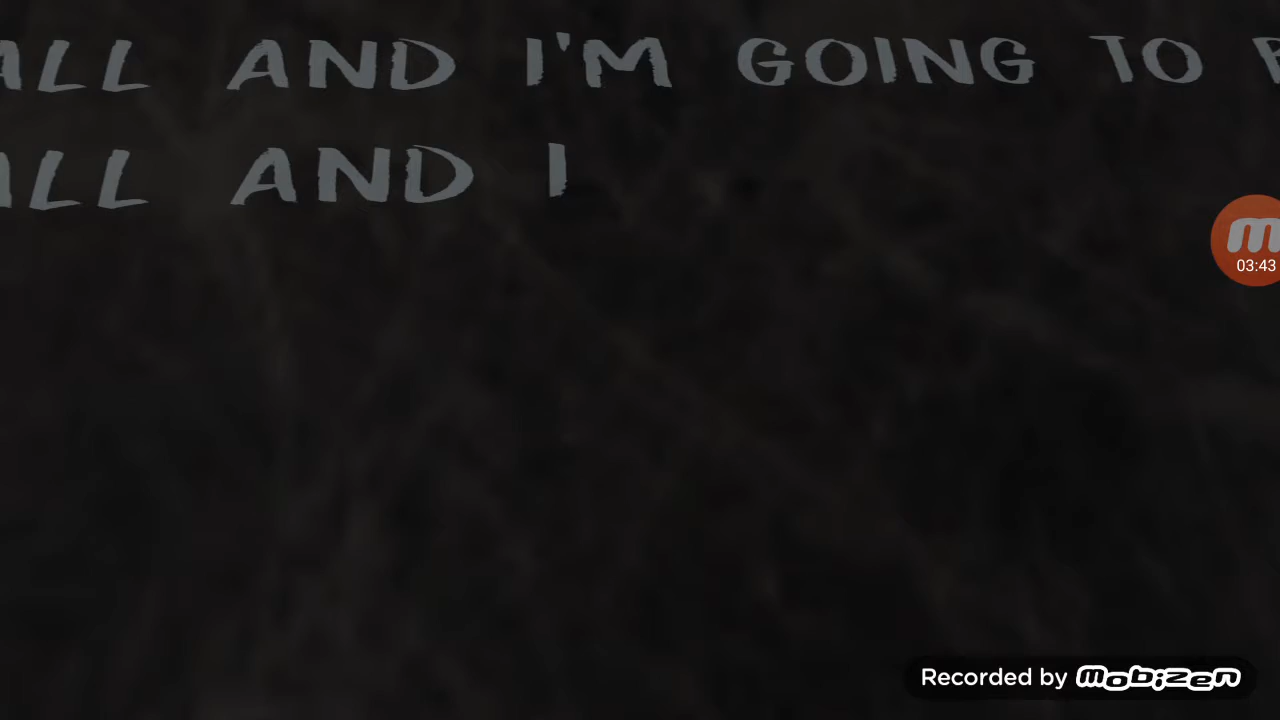 ALL AND I'M GOING TO
ALL AND I
03:43
Recorded by mobizen